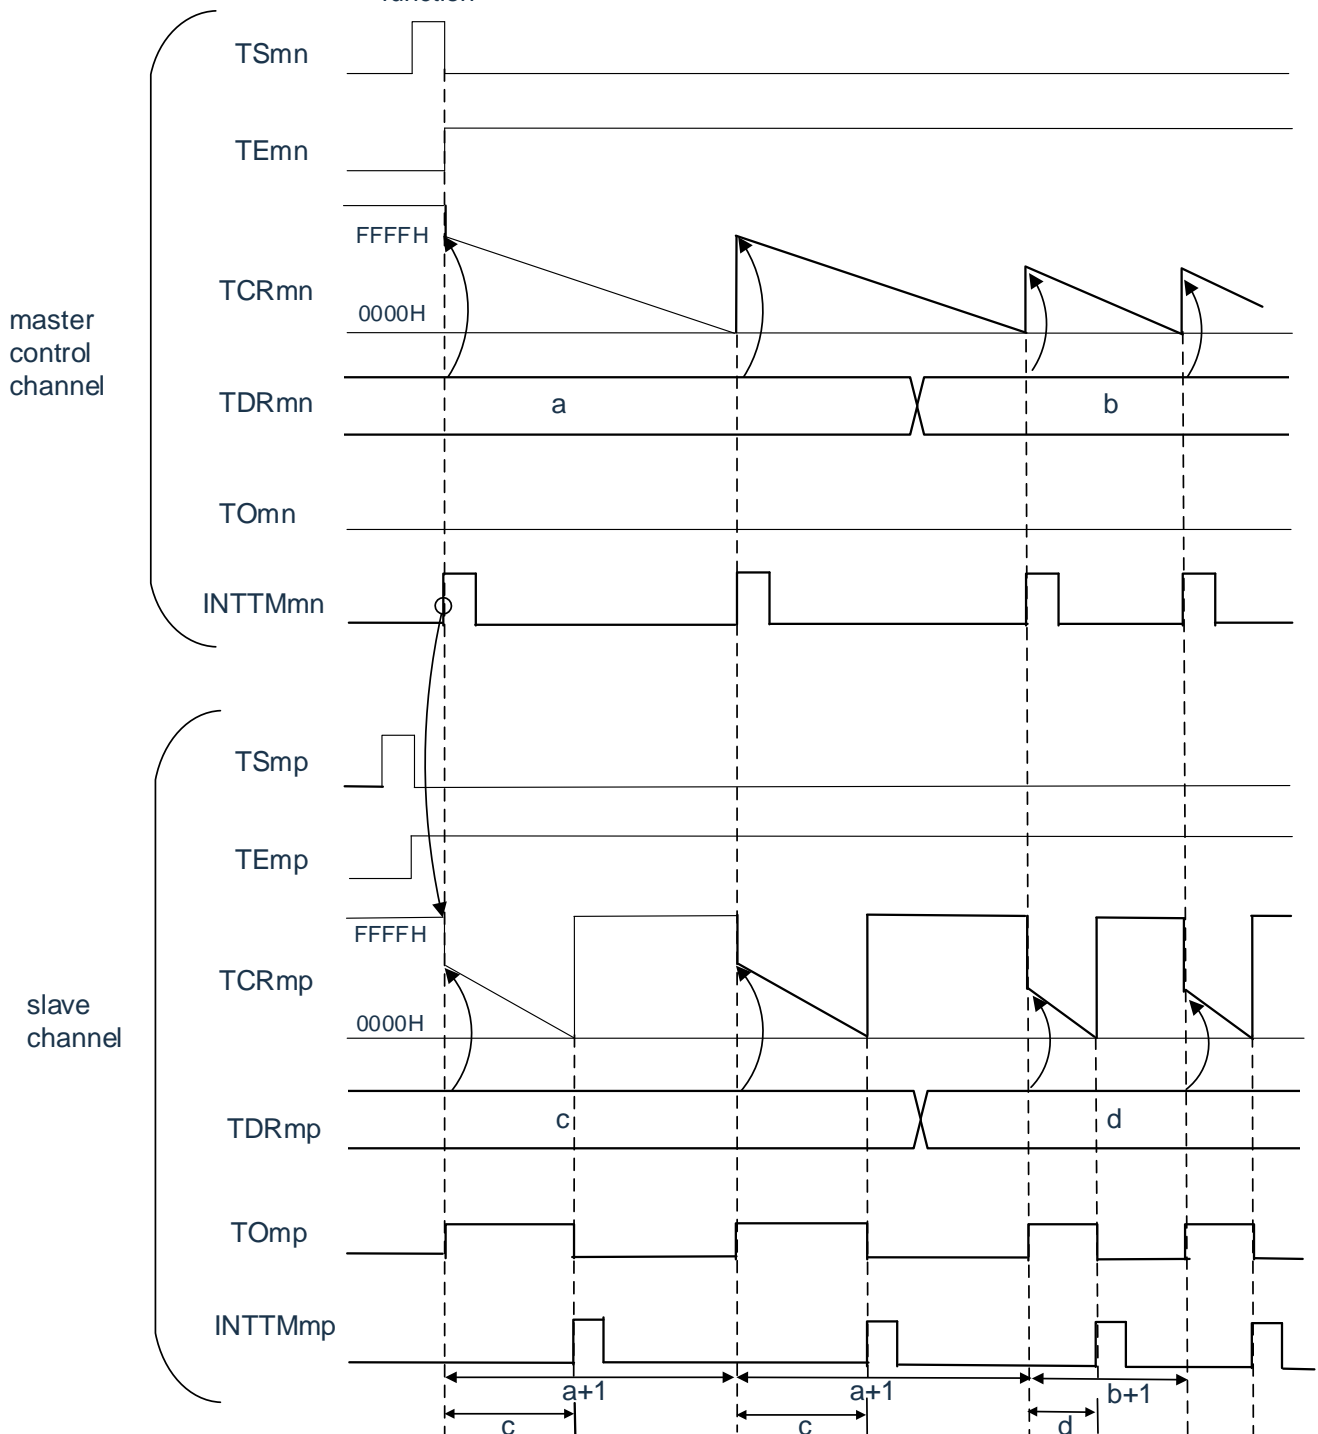 TSmn
TEmn
FFFFH
TCRmn
0000H
master
control
channel
TDRmn
a
b
TOmn
INTTMmn
TSmp
TEmp
FFFFH
TCRmp
slave
channel
0000H
TDRmp
c
d
TOmp
INTTMmp
a+1
a+1
b+1
c
c
d